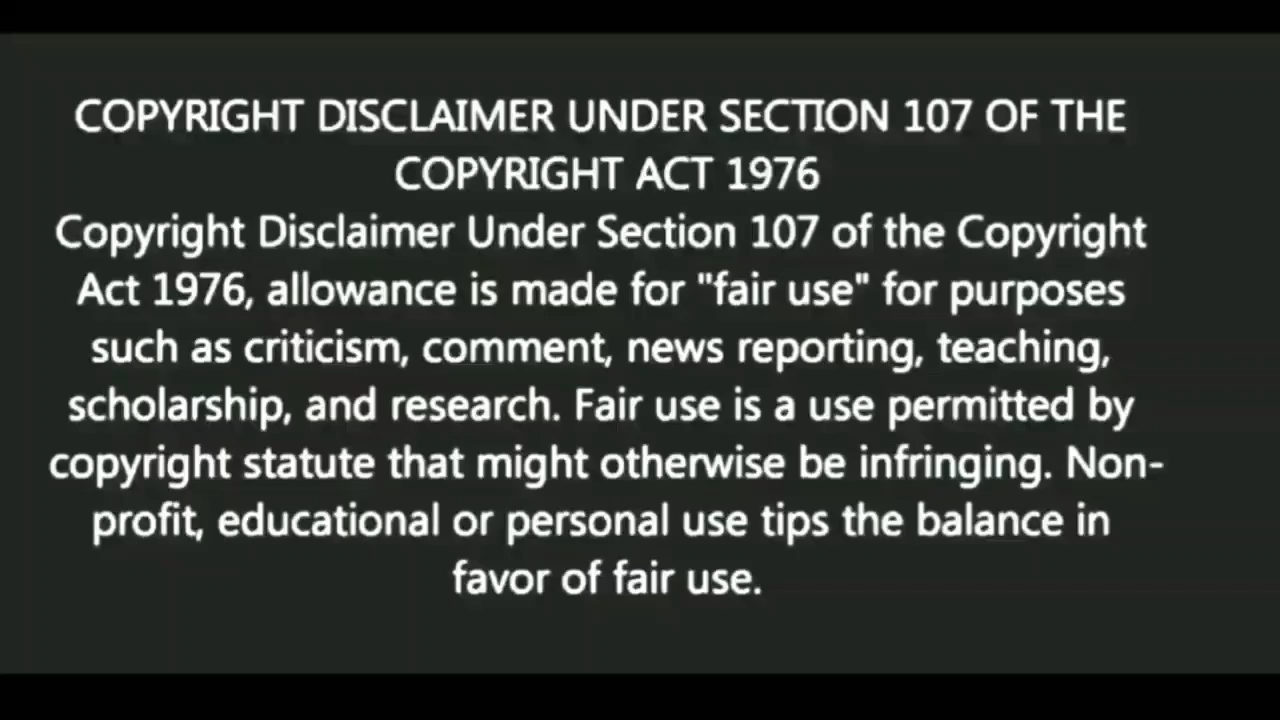 COPYRIGHT DISCLAIMER UNDER SECTION 107 OF THE
COPYRIGHT ACT 1976
Copyright Disclaimer Under Section 107 of the Copyright
Act 1976, allowance is made for "fair use" for purposes
such as criticism, comment, news reporting, teaching,
scholarship, and research. Fair use is a use permitted by
copyright statute that might otherwise be infringing. Non-
profit, educational or personal use tips the balance in
favor of fair use.